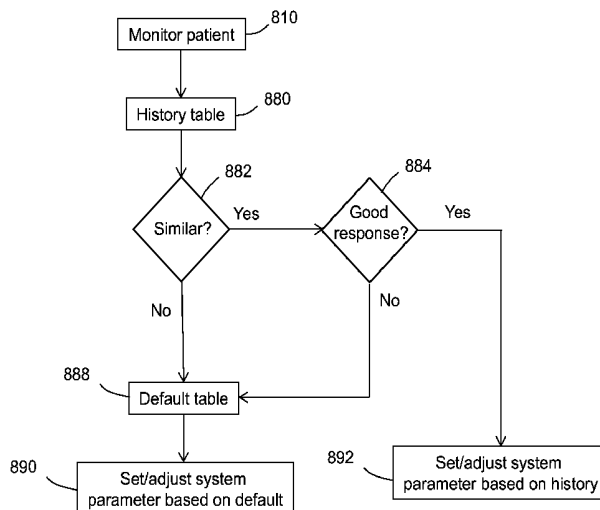 Monitor patient
810
History table
880
882
884
Similar?
Yes
Good
response?
Yes
No
No
888
Default table
890
Set/adjust system
parameter based on default
892
Set/adjust system
parameter based on history